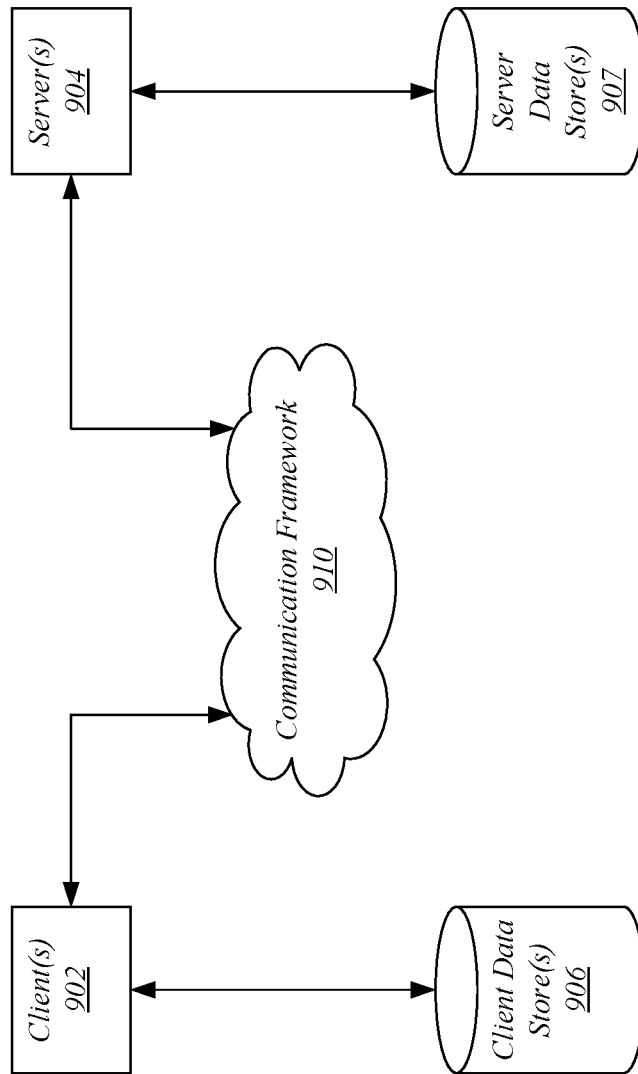 Client(s)
902
Server(s)
904
Communication Framework
910
Client Data
Store(s)
906
Server
Data
Store(s)
907